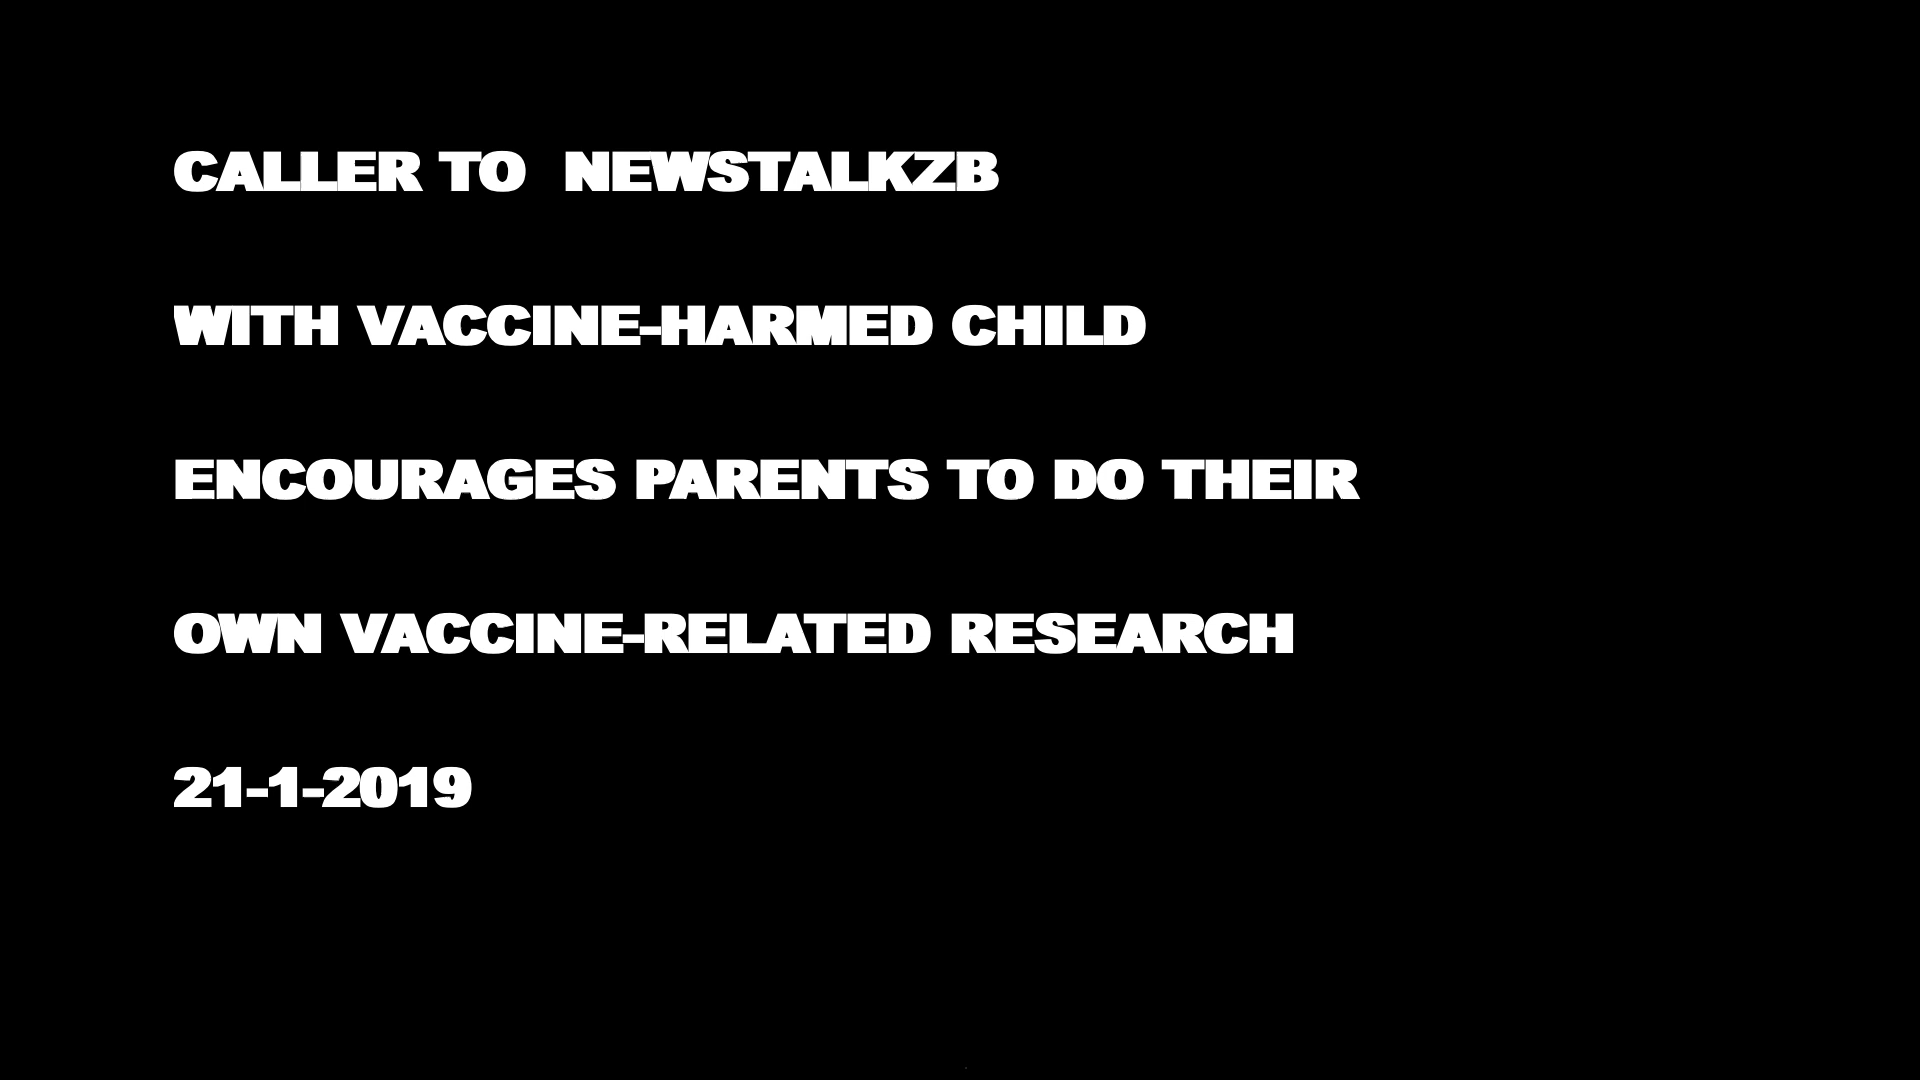 CALLER TO  NEWSTALKZB
WITH VACCINE-HARMED CHILD
ENCOURAGES PARENTS TO DO THEIR
OWN VACCINE-RELATED RESEARCH
21-1-2019